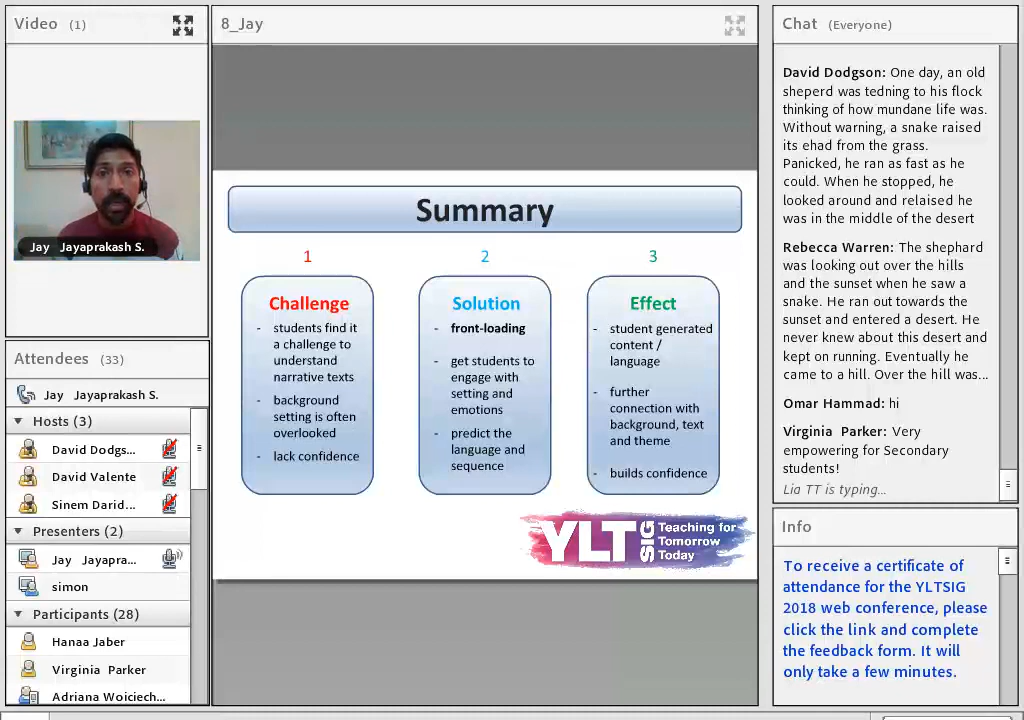 Video (1)
Jay Jayaprakash S.
Attendees (33)
Jay Jayaprakash S.
Hosts (3)
David Dodgs...
David Valente
Sinem Darid...
Presenters (2)
Jay Jayapra...
simon
Participants (28)
Hanaa Jaber
Virginia Parker
Adriana Woiciech...
8_Jay
Summary
1
Challenge
- students find it
a challenge to
understand
narrative texts
- background
setting is often
overlooked
- lack confidence
2
Solution
- front-loading
- get students to
engage with
setting and
emotions
- predict the
language and
sequence
3
Effect
- student generated
content /
language
- further
connection with
background, text
and theme
- builds confidence
YLT SIG
Teaching for
Tomorrow
Today
Chat (Everyone)
David Dodgson: One day, an old
sheperd was tedning to his flock
thinking of how mundane life was.
Without warning, a snake raised
its ehad from the grass.
Panicked, he ran as fast as he
could. When he stopped, he
looked around and relaised he
was in the middle of the desert
Rebecca Warren: The shephard
was looking out over the hills
and the sunset when he saw a
snake. He ran out towards the
sunset and entered a desert. He
never knew about this desert and
kept on running. Eventually he
came to a hill. Over the hill was...
Omar Hammad: hi
Virginia Parker: Very
empowering for Secondary
students!
Lia TT is typing...
Info
To receive a certificate of
attendance for the YLTSIG
2018 web conference, please
click the link and complete
the feedback form. It will
only take a few minutes.